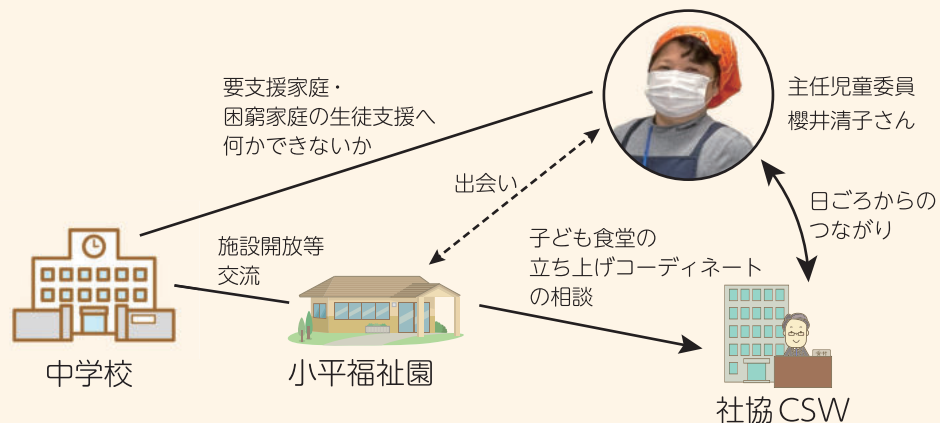 要支援家庭・
困窮家庭の生徒支援へ
何かできないか
主任児童委員
櫻井清子さん
出会い
日ごろからの
つながり
施設開放等
交流
子ども食堂の
立ち上げコーディネート
の相談
中学校
小平福祉園
社協CSW